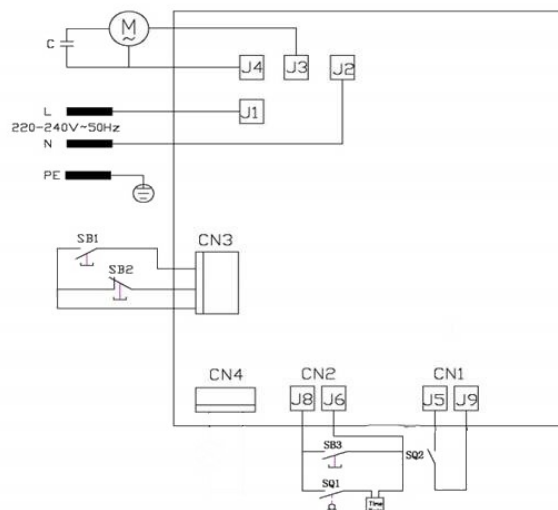 M
~
C
J4
J3
J2
L
J1
220-240V~50Hz
N
PE
SB1
CN3
SB2
CN4
CN2
CN1
J8
J6
J5
J9
SB3
SQ2
SQ1
Time